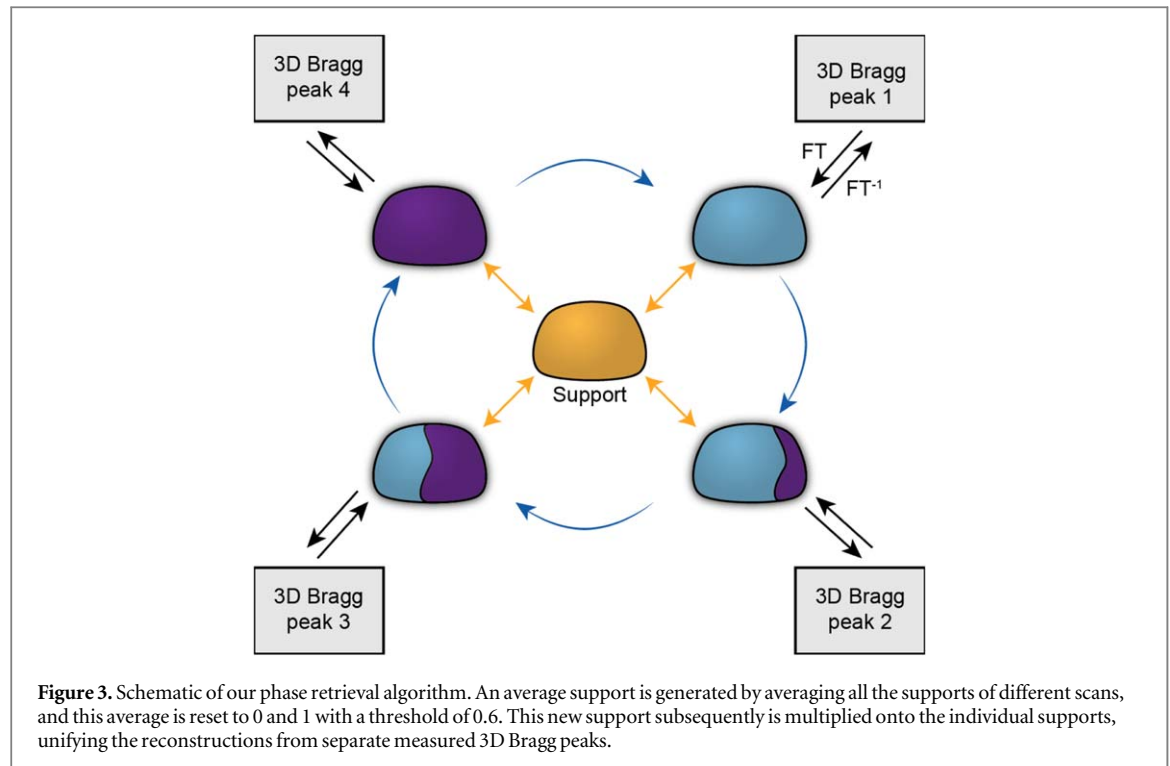 3D Bragg
peak 4
3D Bragg
peak 1
FT
FT-1
Support
3D Bragg
peak 3
3D Bragg
peak 2
Figure 3. Schematic of our phase retrieval algorithm. An average support is generated by averaging all the supports of different scans,
and this average is reset to 0 and 1 with a threshold of 0.6. This new support subsequently is multiplied onto the individual supports,
unifying the reconstructions from separate measured 3D Bragg peaks.